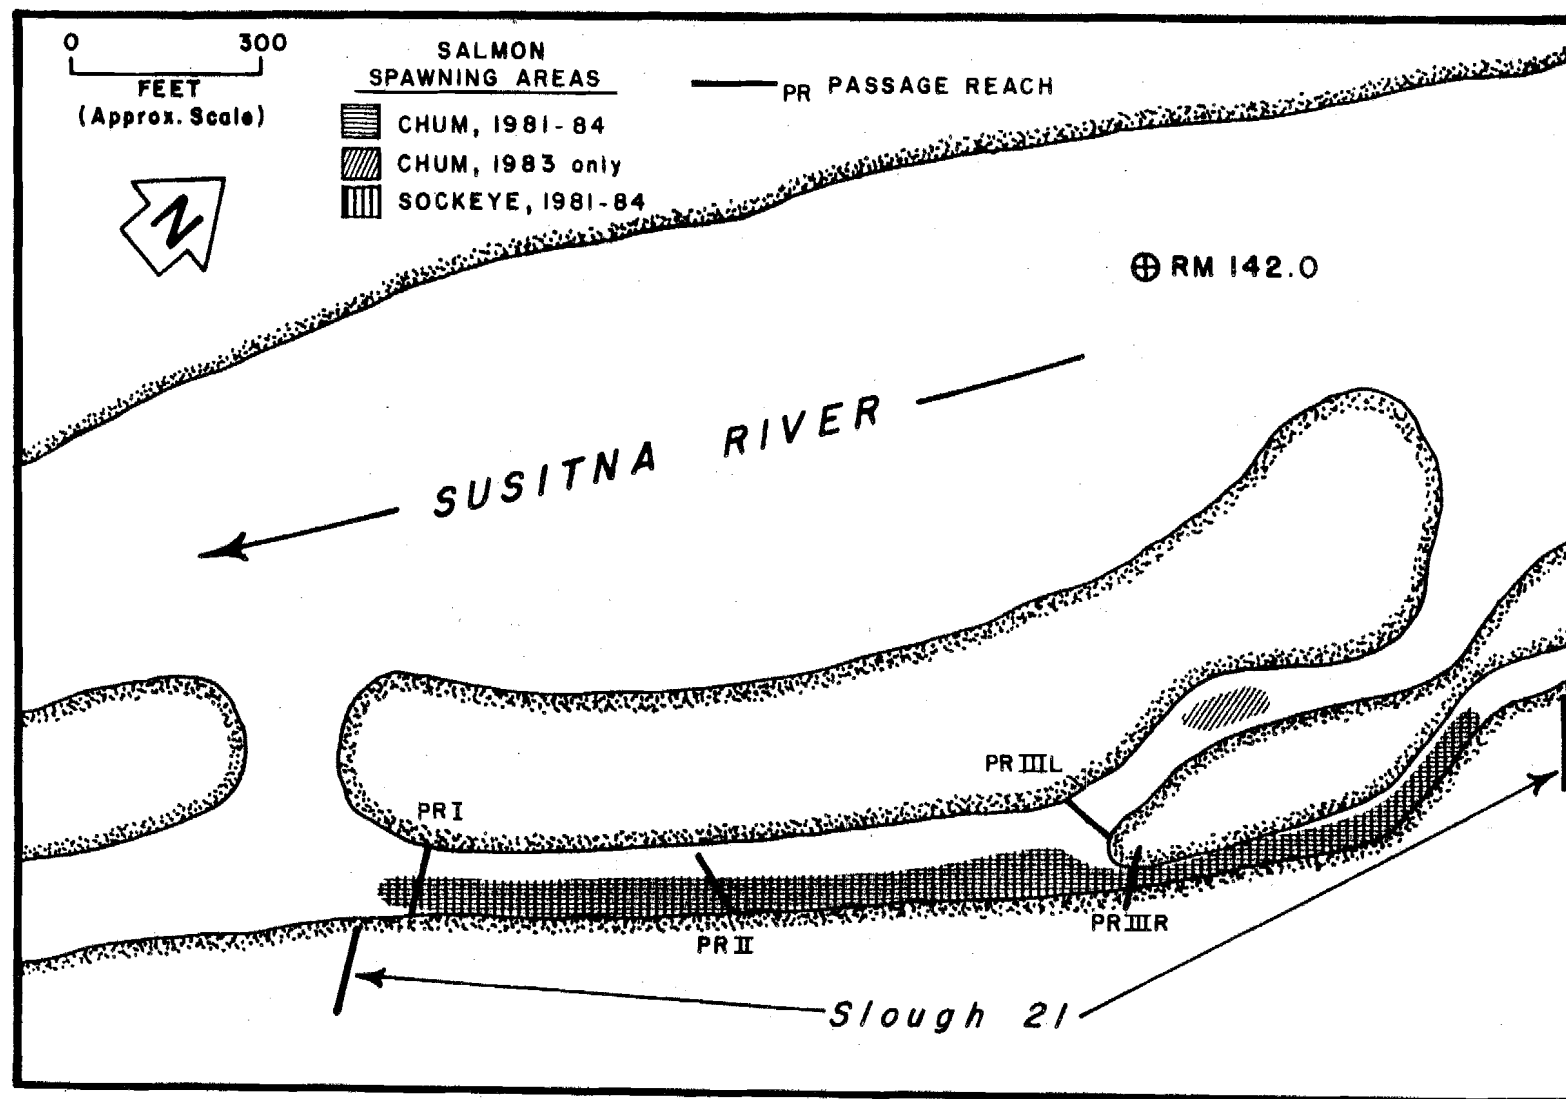 0 300
FEET
(Approx. Scale)
N
SALMON
SPAWNING AREAS
CHUM, 1981-84
CHUM, 1983 only
SOCKEYE, 1981-84
PR PASSAGE REACH
RM 142.0
SUSITNA RIVER
PR IIIL
PR I
PR IIIR
PR II
Slough 21